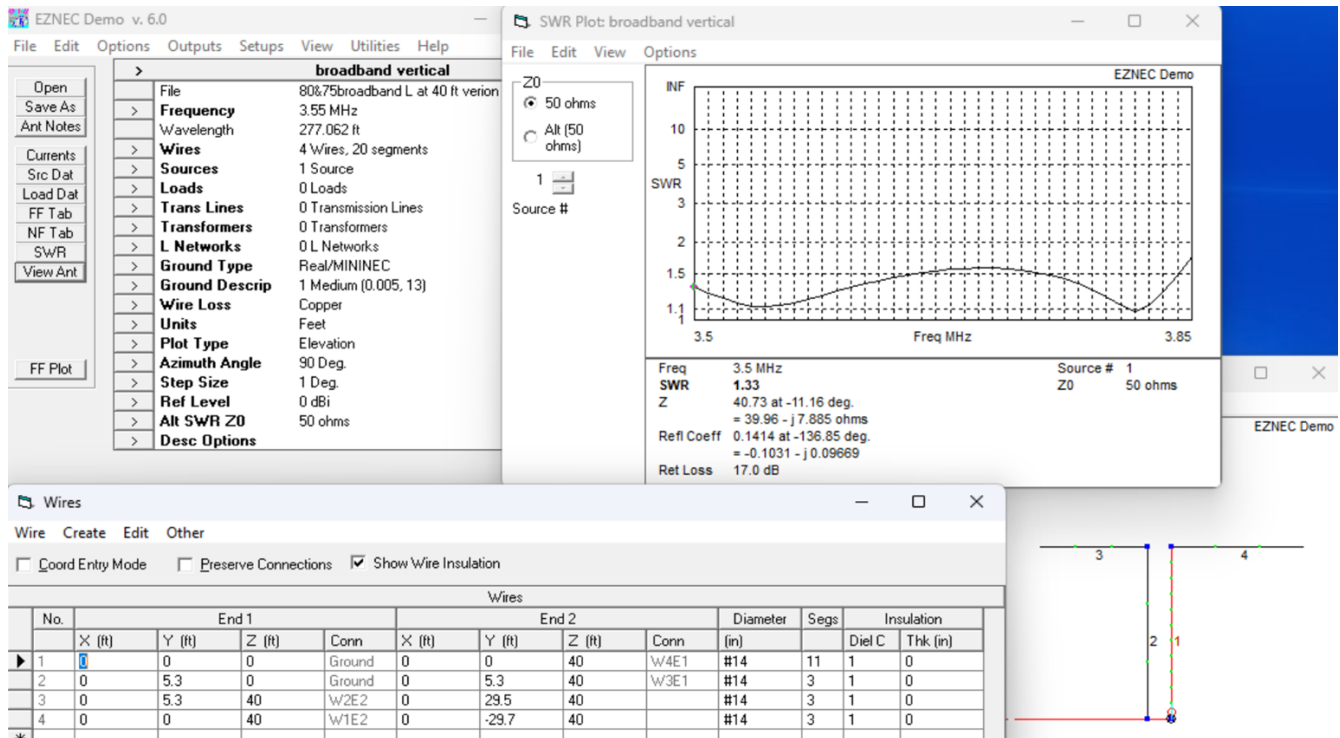 EZNEC Demo v. 6.0
File Edit Options Outputs Setups View Utilities Help
Open
Save As
Ant Notes
Currents
Src Dat
Load Dat
FF Tab
NF Tab
SWR
View Ant
FF Plot
> broadband vertical
File 80&75broadband L at 40 ft verion
> Frequency 3.55 MHz
Wavelength 277.062 ft
> Wires 4 Wires, 20 segments
> Sources 1 Source
> Loads 0 Loads
> Trans Lines 0 Transmission Lines
> Transformers 0 Transformers
> L Networks 0 L Networks
> Ground Type Real/MININEC
> Ground Descrip 1 Medium (0.005, 13)
> Wire Loss Copper
> Units Feet
> Plot Type Elevation
> Azimuth Angle 90 Deg.
> Step Size 1 Deg.
> Ref Level 0 dBi
> Alt SWR Z0 50 ohms
> Desc Options
SWR Plot: broadband vertical
File Edit View Options
Z0
50 ohms
Alt (50
ohms)
1
Source #
EZNEC Demo
INF
10
5
SWR
3
2
1.5
1.1
1
3.5 Freq MHz 3.85
Freq 3.5 MHz Source # 1
SWR 1.33 Z0 50 ohms
Z 40.73 at -11.16 deg.
= 39.96 - j 7.885 ohms
Refl Coeff 0.1414 at -136.85 deg.
= -0.1031 - j 0.09669
Ret Loss 17.0 dB
EZNEC Demo
3 4
2 1
Wires
Wire Create Edit Other
Coord Entry Mode Preserve Connections Show Wire Insulation
Wires
No. End 1 End 2 Diameter Segs Insulation
X (ft) Y (ft) Z (ft) Conn X (ft) Y (ft) Z (ft) Conn (in) Diel C Thk (in)
1 0 0 0 Ground 0 0 40 W4E1 #14 11 1 0
2 0 5.3 0 Ground 0 5.3 40 W3E1 #14 3 1 0
3 0 5.3 40 W2E2 0 29.5 40 #14 3 1 0
4 0 0 40 W1E2 0 -29.7 40 #14 3 1 0
*